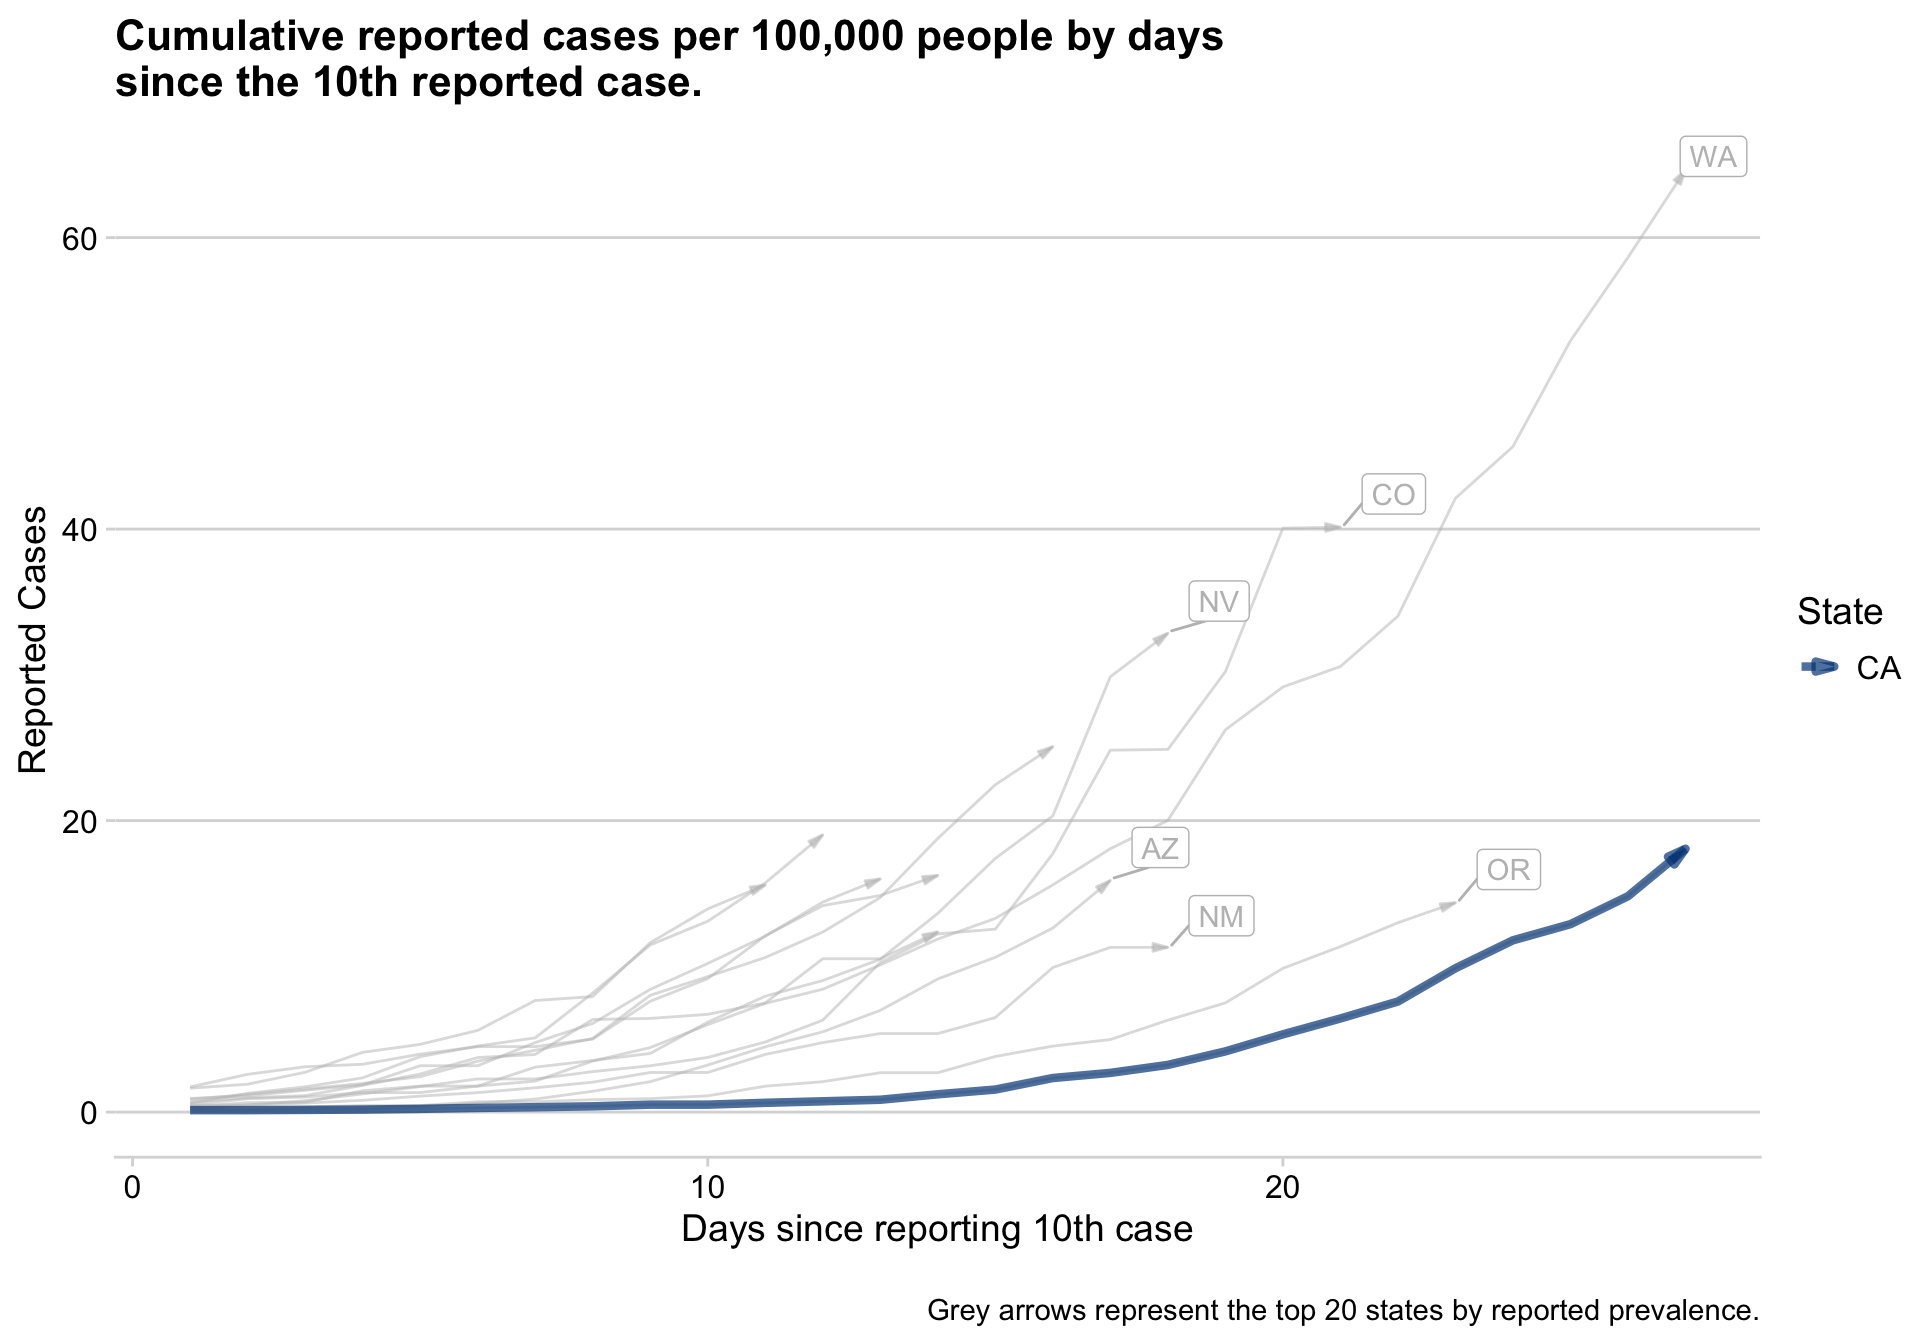 Cumulative reported cases per 100,000 people by days
since the 10th reported case.
WA
60
CO
40
NV
Reported Cases
State
CA
20
AZ
OR
NM
0
0
10
20
Days since reporting 10th case
Grey arrows represent the top 20 states by reported prevalence.